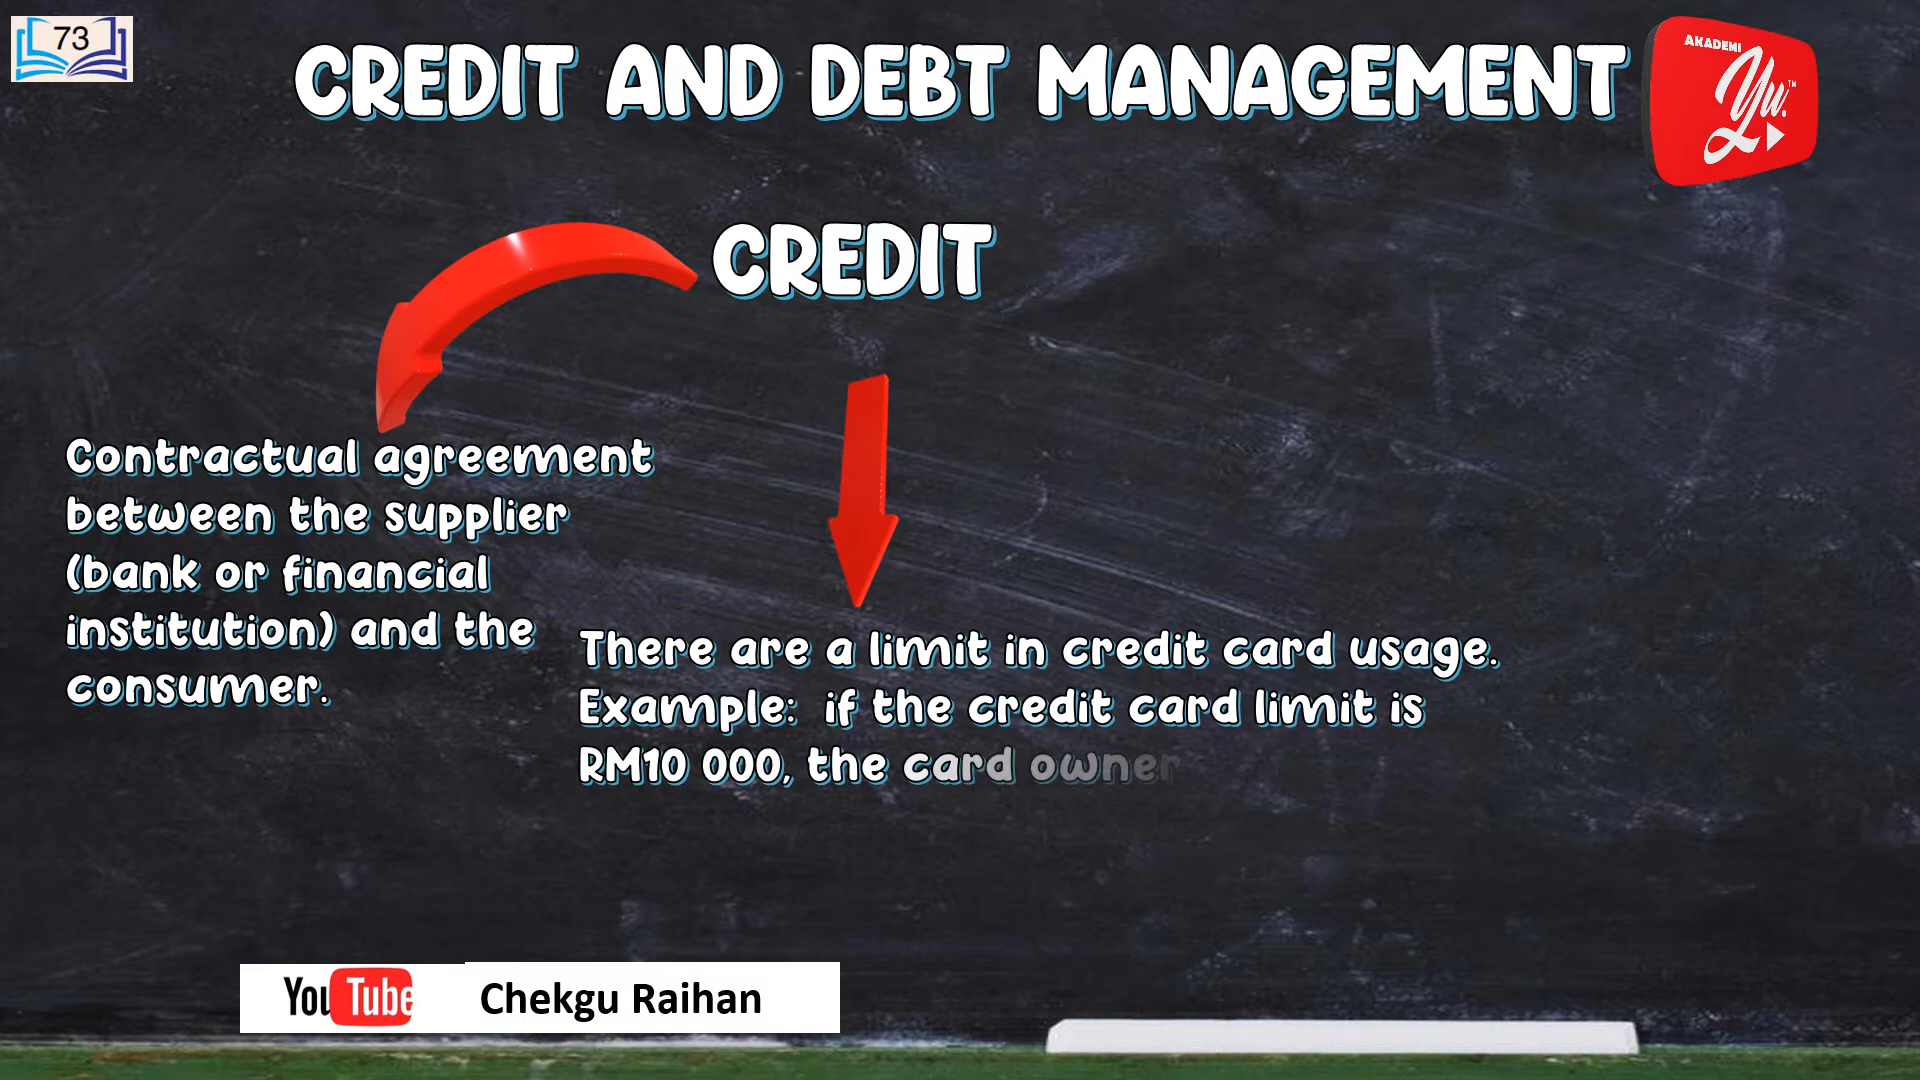 73
CREDIT AND DEBT MANAGEMENT
AKADEMI
Yu.™
CREDIT
Contractual agreement
between the supplier
(bank or financial
institution) and the
consumer.
There are a limit in credit card usage.
Example: if the credit card limit is
RM10 000, the card owner
YouTube
Chekgu Raihan